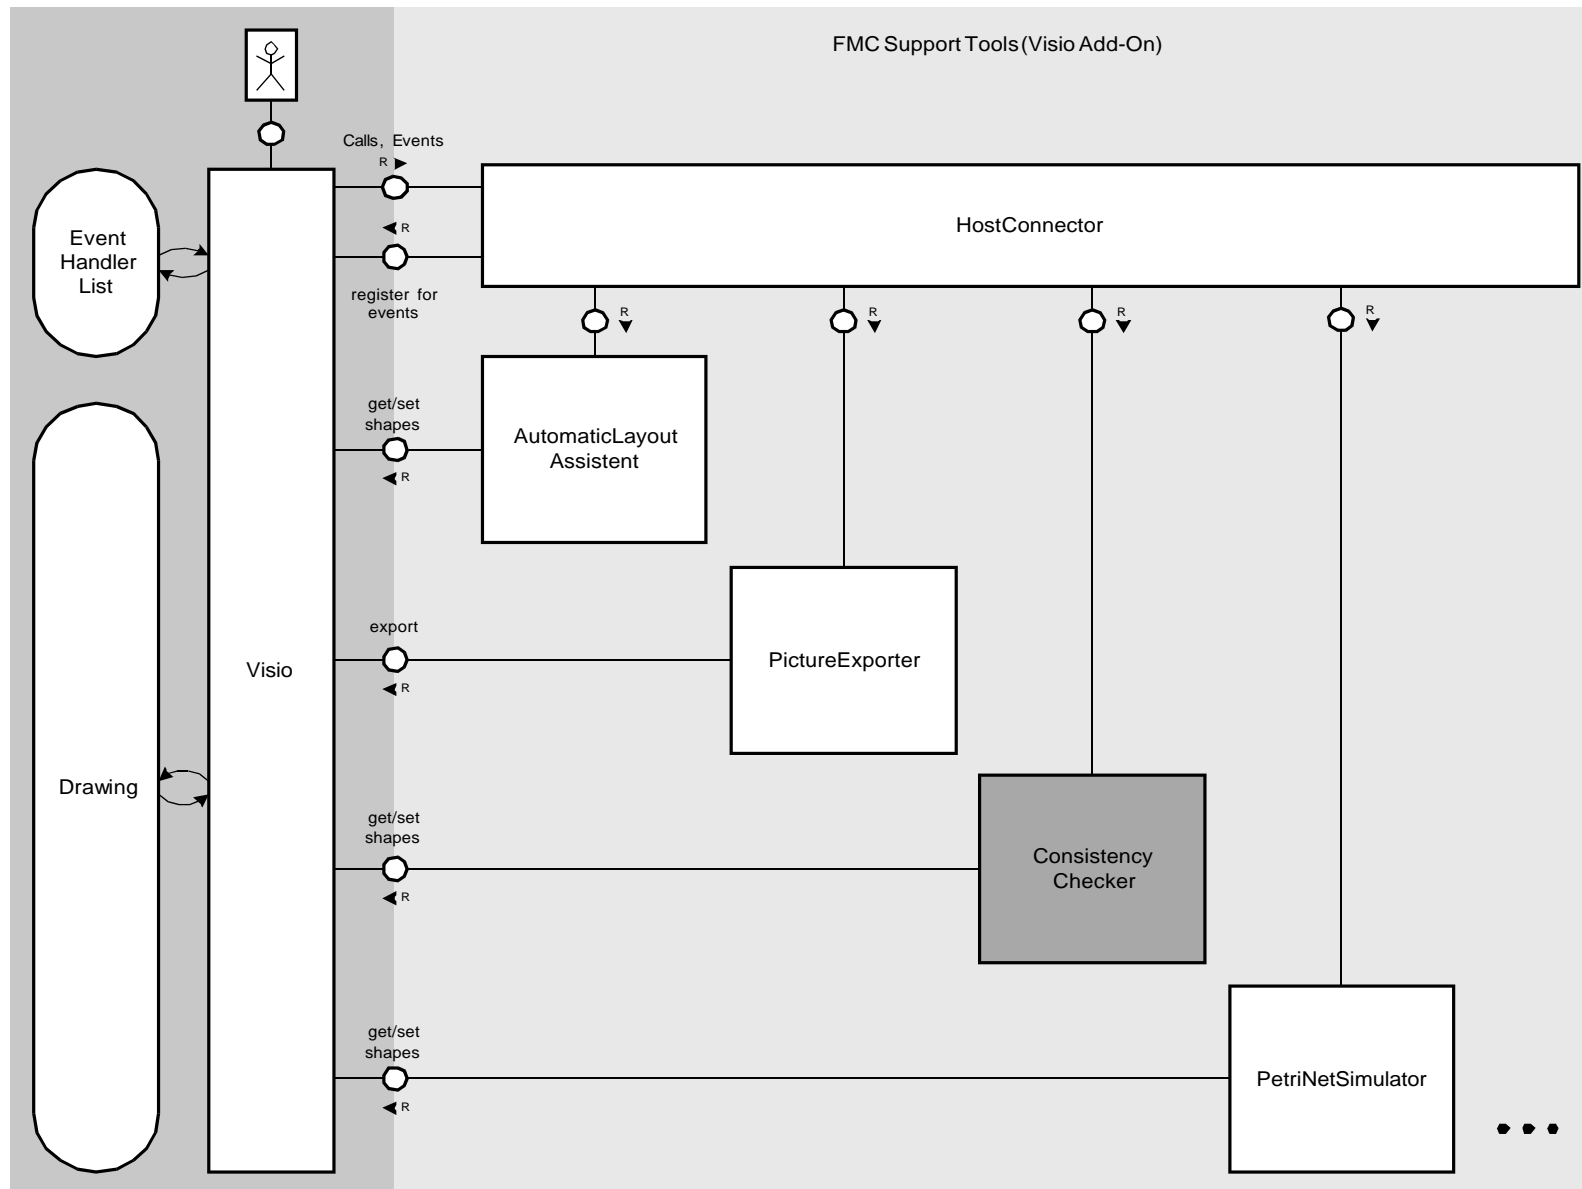 FMC Support Tools (Visio Add-On)
Calls, Events
R
R
Event
Handler
List
HostConnector
register for
events
R
R
R
R
get/set
shapes
R
AutomaticLayout
Assistent
export
R
Visio
PictureExporter
Drawing
get/set
shapes
R
Consistency
Checker
get/set
shapes
R
PetriNetSimulator